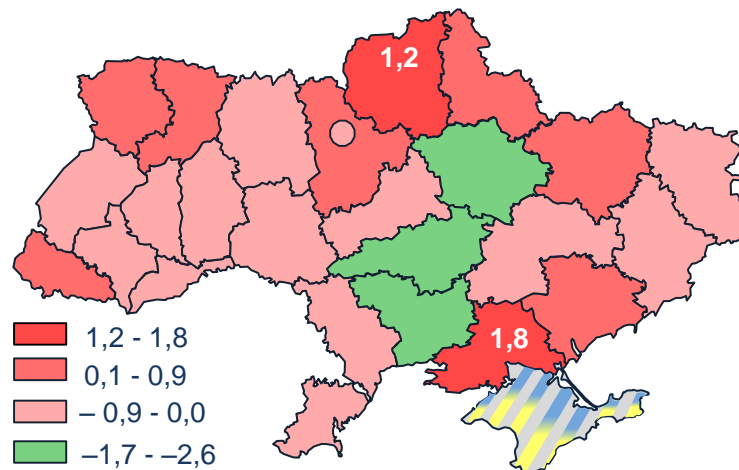 1,2
1,8
1,2 - 1,8
0,1 - 0,9
– 0,9 - 0,0
–1,7 - –2,6